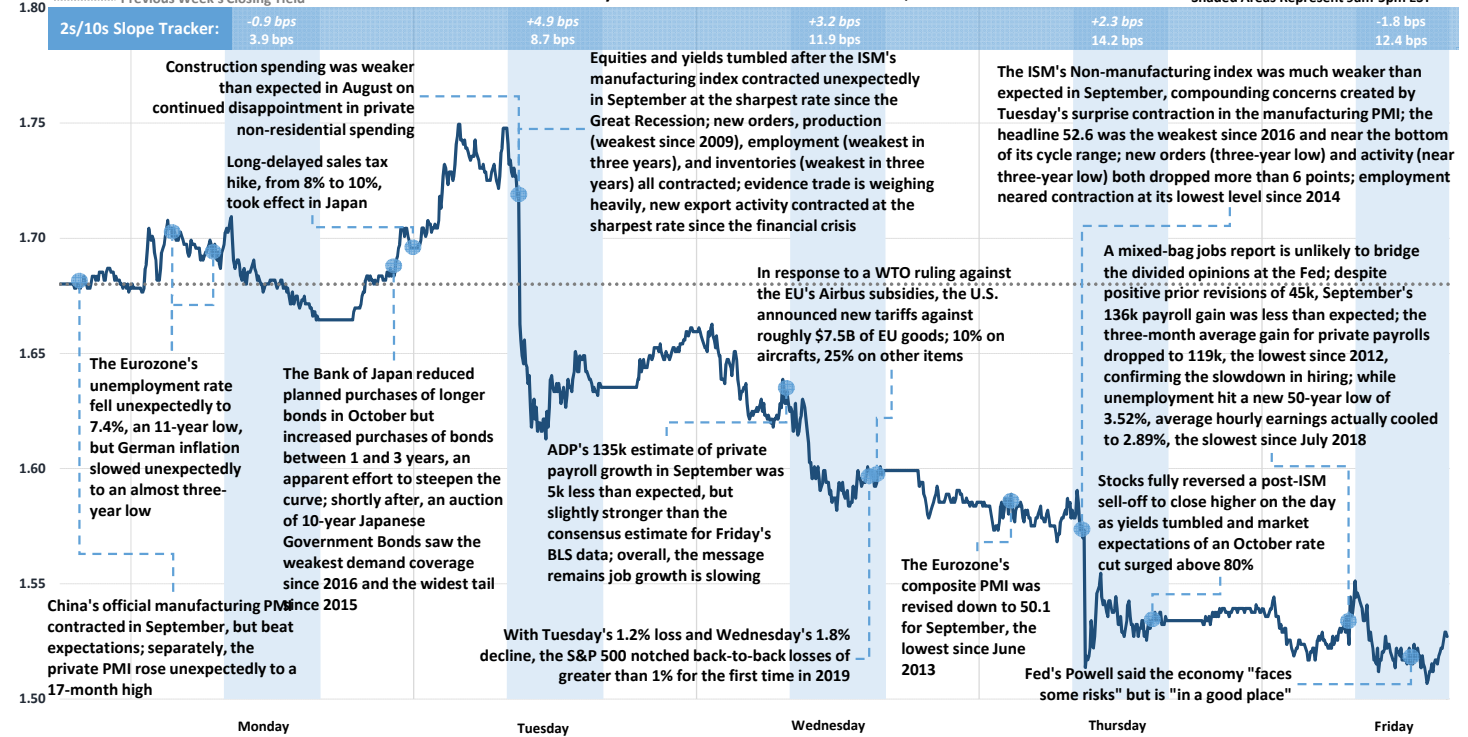 Previous Week's Closing Yield
1.80
2s/10s Slope Tracker:
-0.9 bps
3.9 bps
+4.9 bps
8.7 bps
+3.2 bps
11.9 bps
+2.3 bps
14.2 bps
-1.8 bps
12.4 bps
Construction spending was weaker
than expected in August on
continued disappointment in private
non-residential spending
Long-delayed sales tax
hike, from 8% to 10%,
took effect in Japan
Equities and yields tumbled after the ISM's
manufacturing index contracted unexpectedly
in September at the sharpest rate since the
Great Recession; new orders, production
(weakest since 2009), employment (weakest in
three years), and inventories (weakest in three
years) all contracted; evidence trade is weighing
heavily, new export activity contracted at the
sharpest rate since the financial crisis
The ISM's Non-manufacturing index was much weaker than
expected in September, compounding concerns created by
Tuesday's surprise contraction in the manufacturing PMI; the
headline 52.6 was the weakest since 2016 and near the bottom
of its cycle range; new orders (three-year low) and activity (near
three-year low) both dropped more than 6 points; employment
neared contraction at its lowest level since 2014
1.75
1.70
In response to a WTO ruling against
the EU's Airbus subsidies, the U.S.
announced new tariffs against
roughly $7.5B of EU goods; 10% on
aircrafts, 25% on other items
A mixed-bag jobs report is unlikely to bridge
the divided opinions at the Fed; despite
positive prior revisions of 45k, September's
136k payroll gain was less than expected; the
three-month average gain for private payrolls
dropped to 119k, the lowest since 2012,
confirming the slowdown in hiring; while
unemployment hit a new 50-year low of
3.52%, average hourly earnings actually cooled
to 2.89%, the slowest since July 2018
1.65
The Eurozone's
unemployment rate
fell unexpectedly to
7.4%, an 11-year low,
but German inflation
slowed unexpectedly
to an almost three-
year low
The Bank of Japan reduced
planned purchases of longer
bonds in October but
increased purchases of bonds
between 1 and 3 years, an
apparent effort to steepen the
curve; shortly after, an auction
of 10-year Japanese
Government Bonds saw the
weakest demand coverage
since 2016 and the widest tail
since 2015
1.60
ADP's 135k estimate of private
payroll growth in September was
5k less than expected, but
slightly stronger than the
consensus estimate for Friday's
BLS data; overall, the message
remains job growth is slowing
Stocks fully reversed a post-ISM
sell-off to close higher on the day
as yields tumbled and market
expectations of an October rate
cut surged above 80%
1.55
The Eurozone's
composite PMI was
revised down to 50.1
for September, the
lowest since June
2013
China's official manufacturing PMI
contracted in September, but beat
expectations; separately, the
private PMI rose unexpectedly to a
17-month high
With Tuesday's 1.2% loss and Wednesday's 1.8%
decline, the S&P 500 notched back-to-back losses of
greater than 1% for the first time in 2019
Fed's Powell said the economy "faces
some risks" but is "in a good place"
1.50
Monday
Tuesday
Wednesday
Thursday
Friday